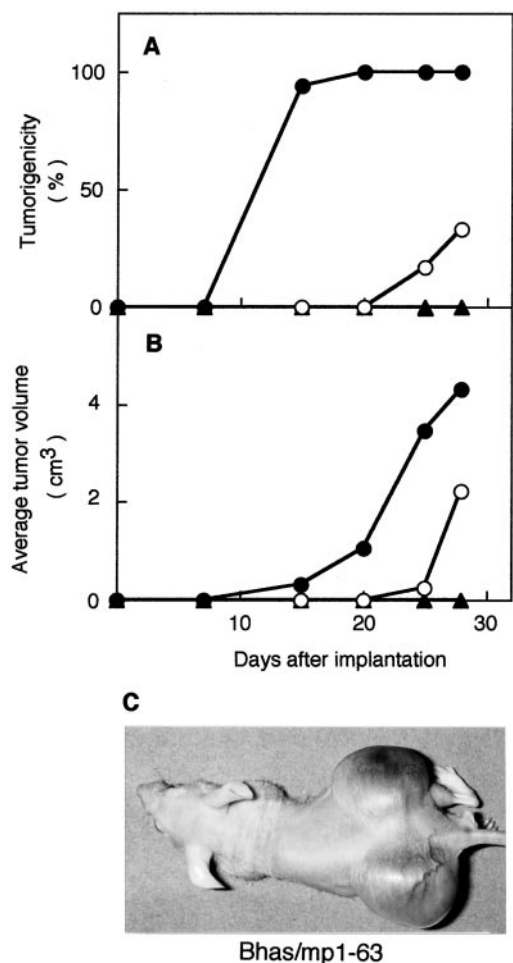 A
100
50
0
Tumorigenicity
( % )
B
4
2
0
Average tumor volume
( cm3 )
10 20 30
Days after implantation
C
Bhas/mp1-63